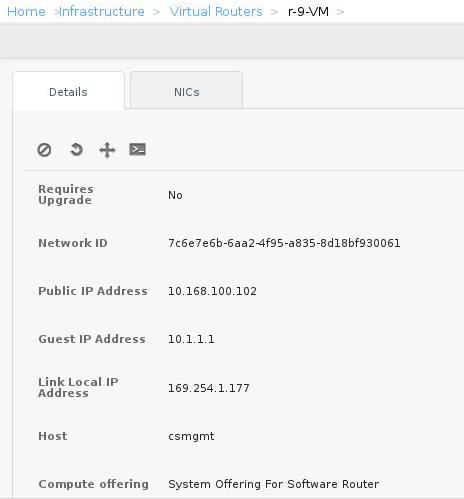 Home > Infrastructure > Virtual Routers > r-9-VM >
Details NICs
Requires Upgrade No
Network ID 7c6e7e6b-6aa2-4f95-a835-8d18bf930061
Public IP Address 10.168.100.102
Guest IP Address 10.1.1.1
Link Local IP Address 169.254.1.177
Host csmgmt
Compute offering System Offering For Software Router